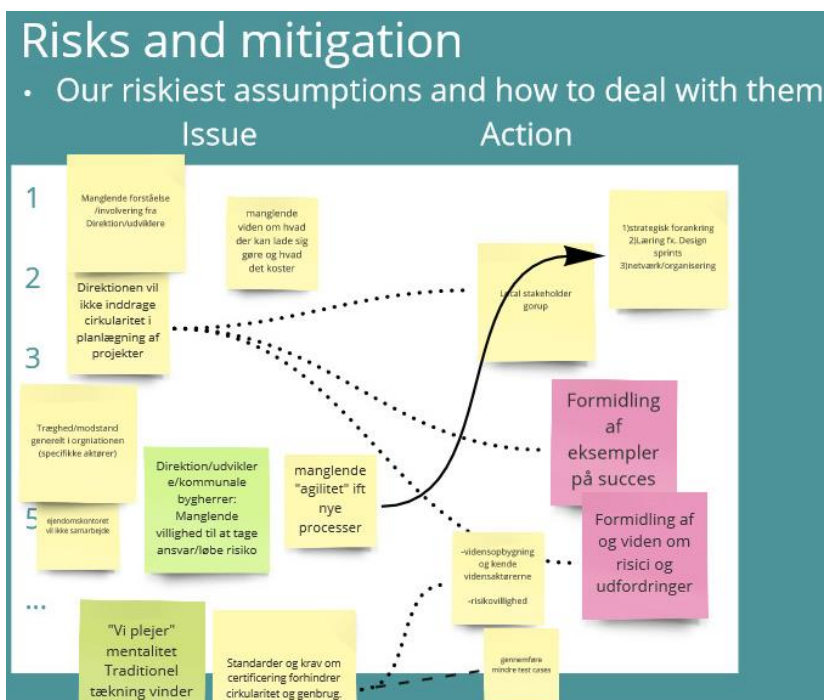 Risks and mitigation
• Our riskiest assumptions and how to deal with them
Issue
Action
1
2
3
5
...
Manglende forståelse
/involvering fra
Direktion/udviklere
manglende
viden om hvad
der kan lade sig
gøre og hvad
det koster
Direktionen vil
ikke inddrage
cirkularitet i
planlægning af
projekter
Træghed/modstand
generelt i orgniationen
(specifikke aktører)
ejendomskontoret
vil ikke samarbejde
Direktion/udvikler
e/kommunale
bygherrer:
Manglende
villighed til at tage
ansvar/løbe risiko
manglende
"agilitet" ift
nye
processer
"Vi plejer"
mentalitet
Traditionel
tækning vinder
Standarder og krav om
certificering forhindrer
cirkularitet og genbrug.
1)strategisk forankring
2)Læring fx. Design
sprints
3)netværk/organisering
Local stakeholder
gorup
Formidling
af
eksempler
på succes
Formidling af
og viden om
risici og
udfordringer
-vidensopbygning
og kende
vidensaktørerne
-risikovillighed
gennemføre
mindre test cases